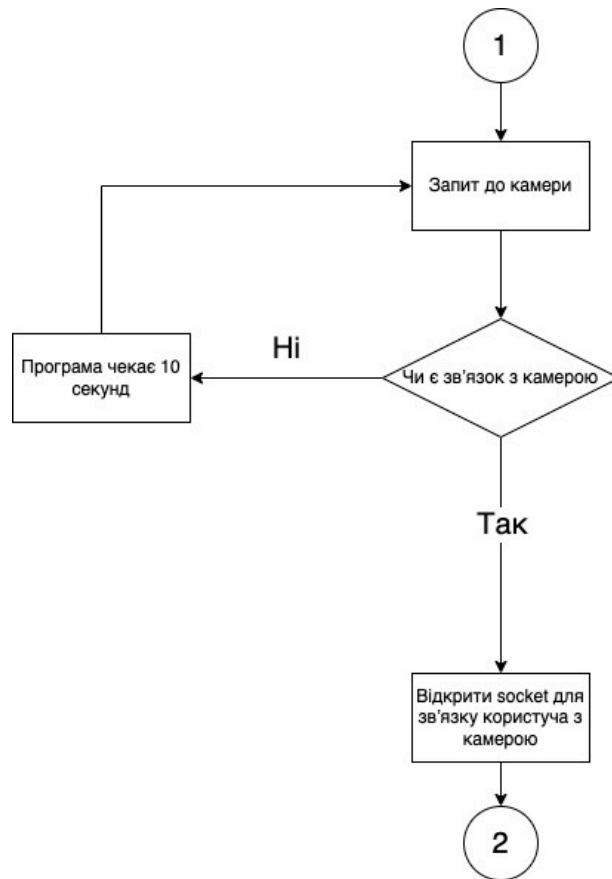 1
Запит до камери
Чи є зв'язок з камерою
Ні
Програма чекає 10
секунд
Так
Відкрити socket для
зв'язку користуча з
камерою
2